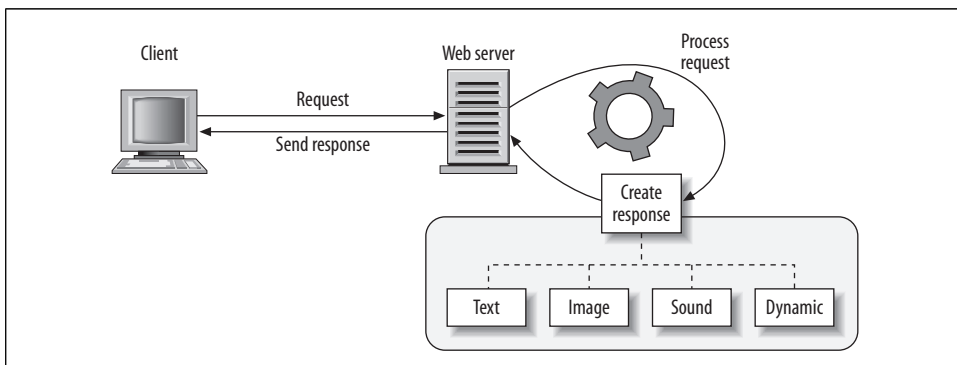 Client
Web server
Process
request
Request
Send response
Create
response
Text
Image
Sound
Dynamic